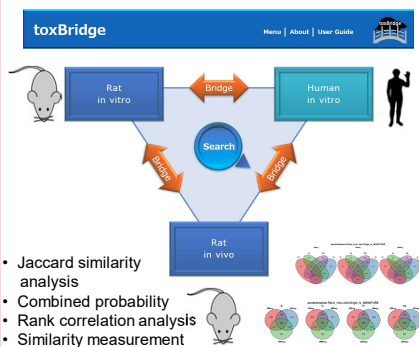 toxBridge
Menu | About | User Guide
toxBridge
Rat
in vitro
Bridge
Human
in vitro
Search
Bridge
Bridge
Rat
in vivo
• Jaccard similarity
analysis
• Combined probability
• Rank correlation analysis
• Similarity measurement